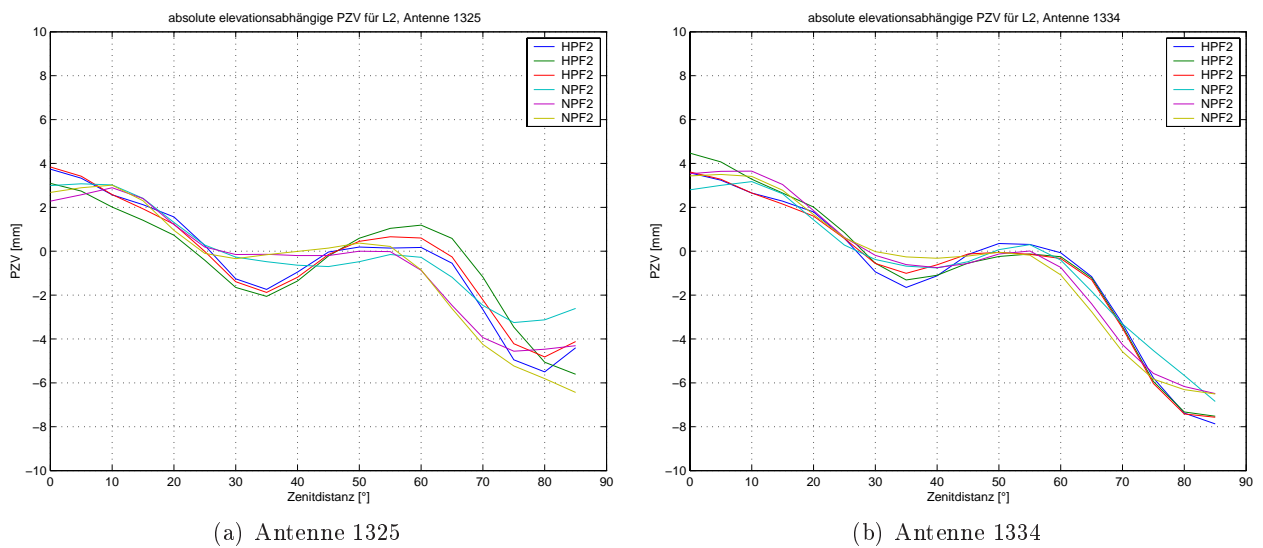 absolute elevationsabhängige PZV für L2, Antenne 1325
10
8
6
4
2
0
−2
−4
−6
−8
−10
PZV [mm]
0 10 20 30 40 50 60 70 80 90
Zenitdistanz [°]
HPF2
HPF2
HPF2
NPF2
NPF2
NPF2
(a) Antenne 1325
absolute elevationsabhängige PZV für L2, Antenne 1334
10
8
6
4
2
0
−2
−4
−6
−8
−10
PZV [mm]
0 10 20 30 40 50 60 70 80 90
Zenitdistanz [°]
HPF2
HPF2
HPF2
NPF2
NPF2
NPF2
(b) Antenne 1334